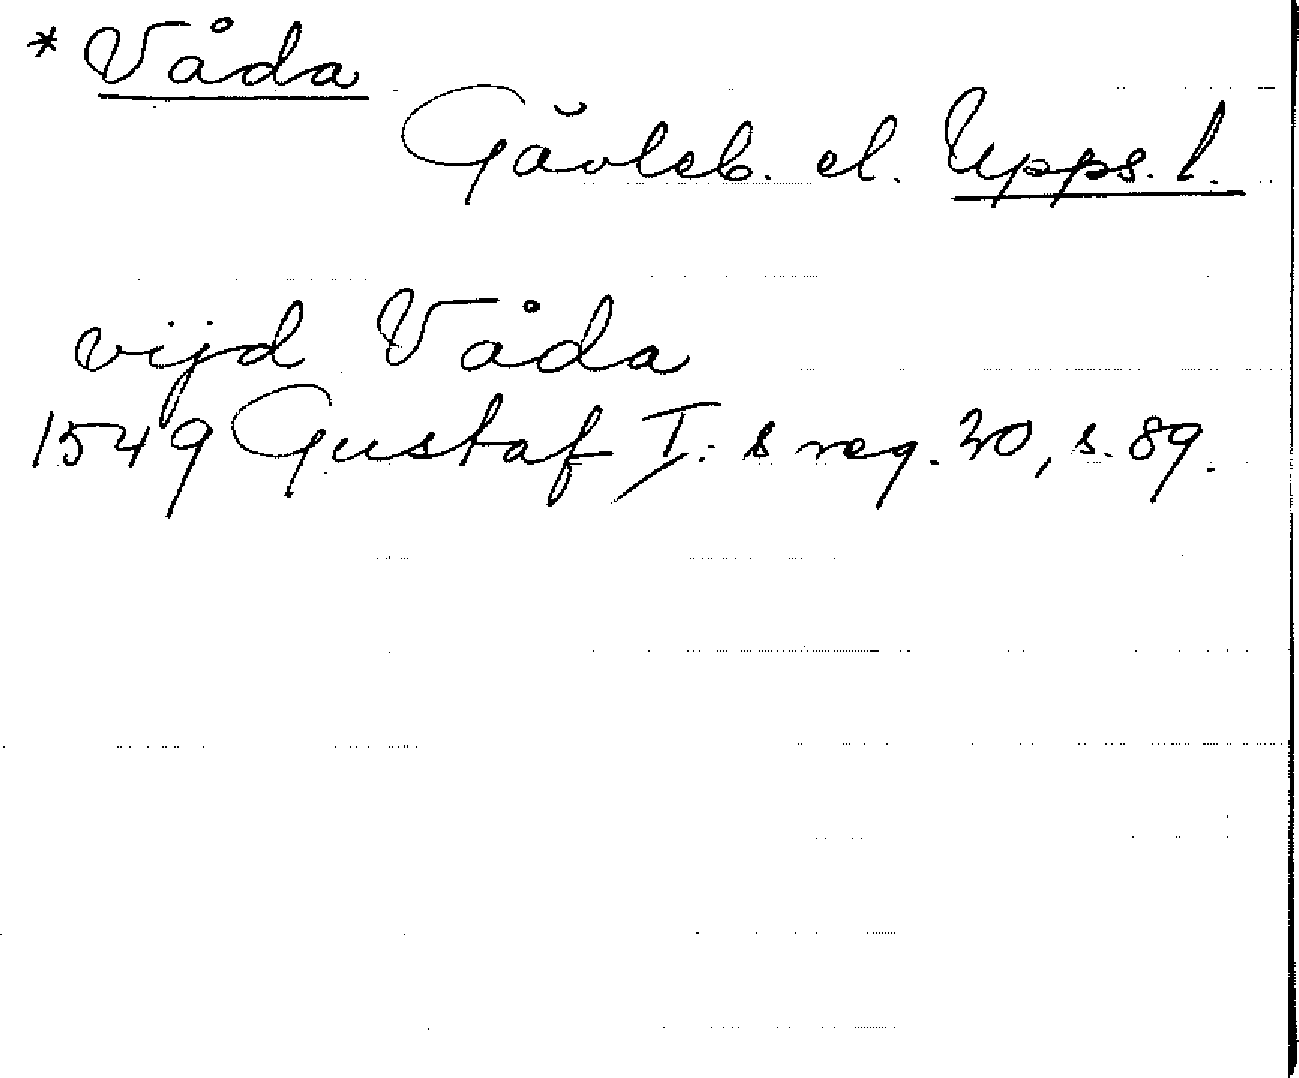 * Våda
Gävleb. el. Upps. l.
vijd Våda
1549 Gustaf I:s reg. 20, s. 89.